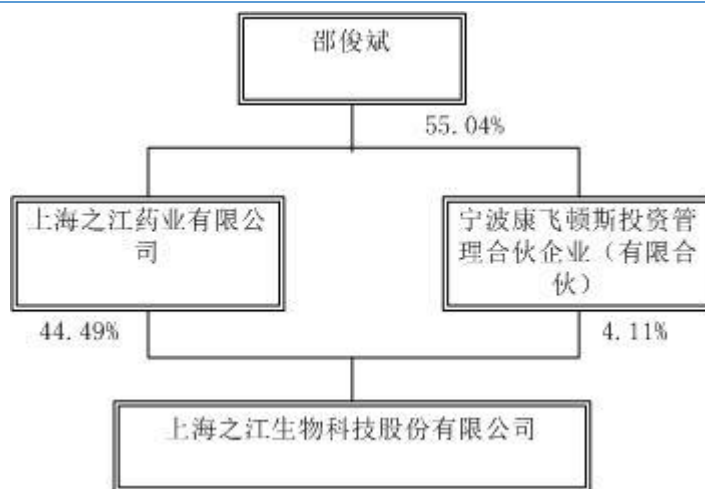 邵俊斌
55.04%
上海之江药业有限公
司
宁波康飞顿斯投资管
理合伙企业（有限合
伙）
44.49%
4.11%
上海之江生物科技股份有限公司